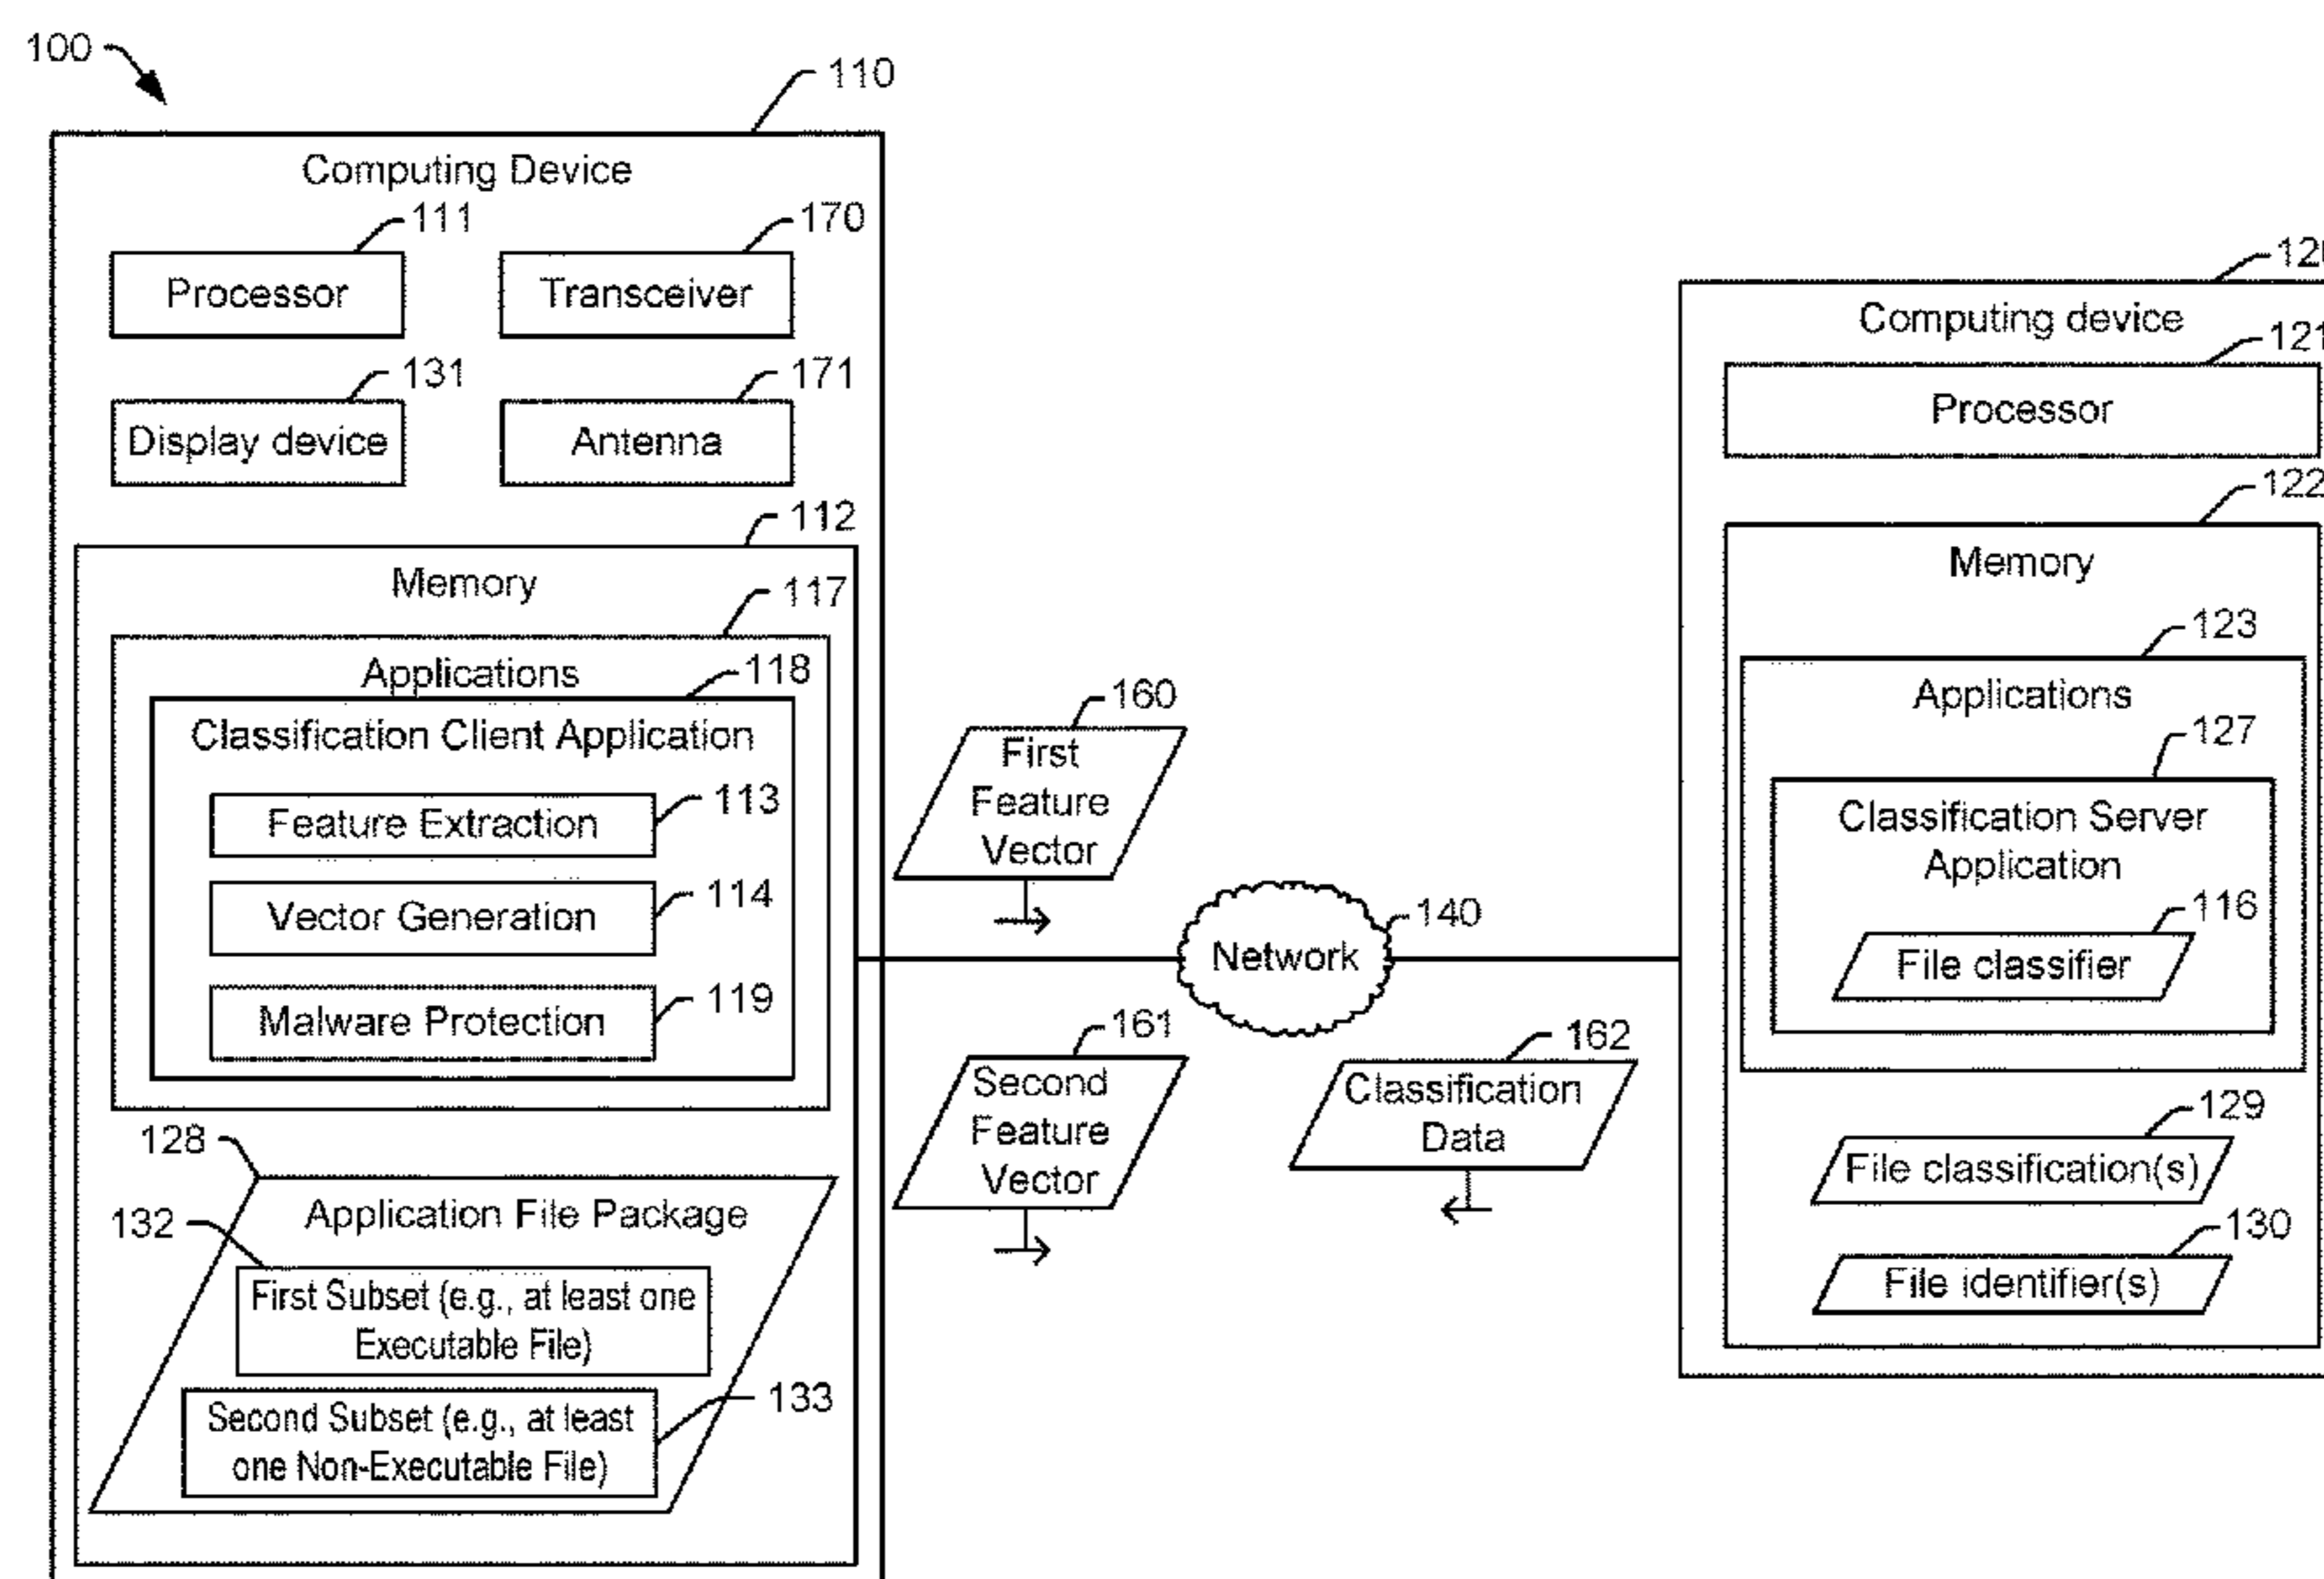 100
110
Computing Device
111
170
Processor
Transceiver
131
171
Display device
Antenna
112
Memory
117
Applications
118
Classification Client Application
Feature Extraction
113
Vector Generation
114
Malware Protection
119
128
Application File Package
132
First Subset (e.g., at least one
Executable File)
133
Second Subset (e.g., at least
one Non-Executable File)
160
First
Feature
Vector
140
Network
161
Second
Feature
Vector
162
Classification
Data
Computing device
121
Processor
122
Memory
123
Applications
127
Classification Server
Application
116
File classifier
129
File classification(s)
130
File identifier(s)